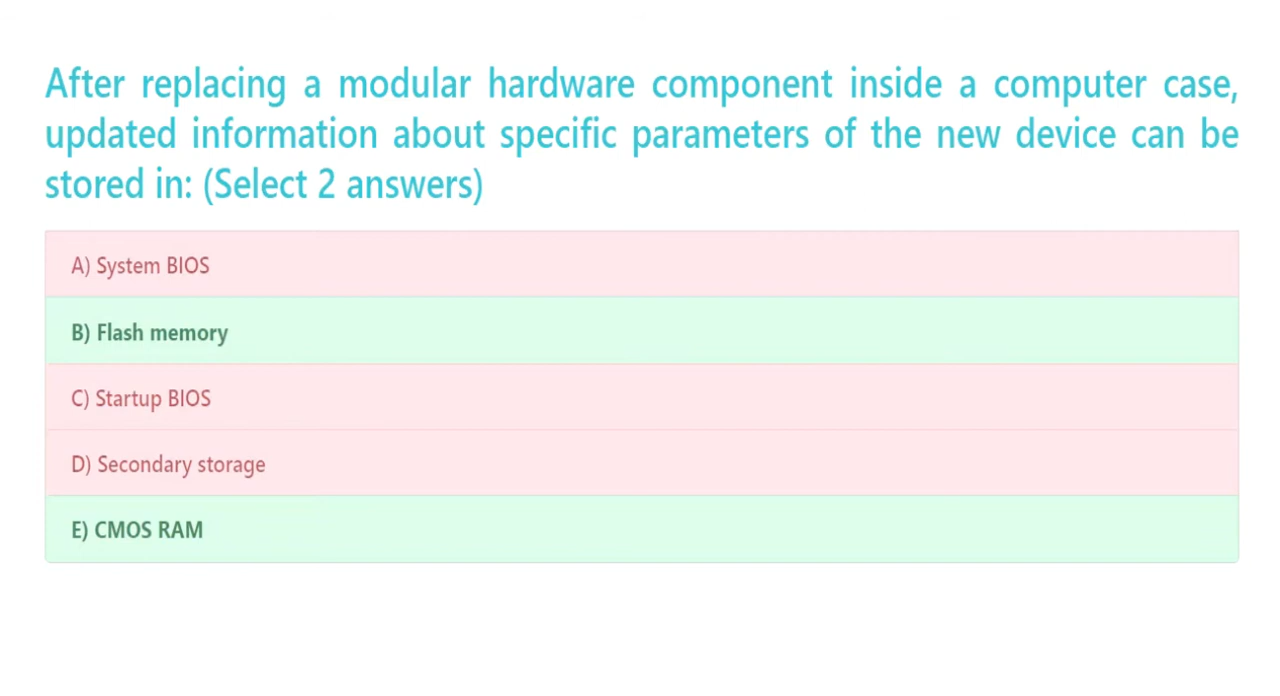 After replacing a modular hardware component inside a computer case,
updated information about specific parameters of the new device can be
stored in: (Select 2 answers)
A) System BIOS
B) Flash memory
C) Startup BIOS
D) Secondary storage
E) CMOS RAM